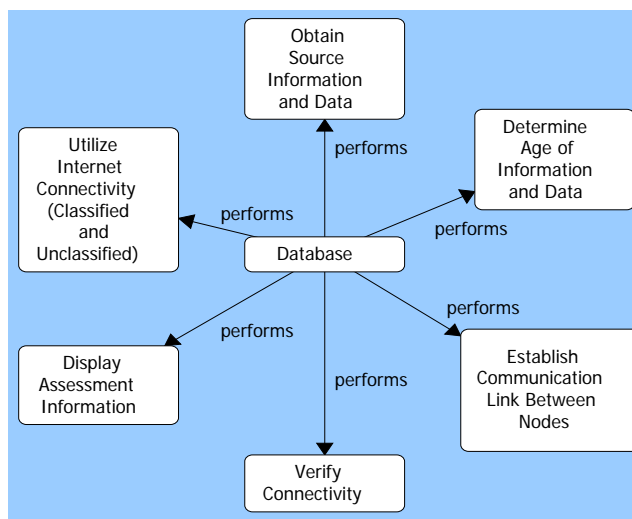 Obtain
Source
Information
and Data
performs
Determine
Age of
Information
and Data
Utilize
Internet
Connectivity
(Classified
and
Unclassified)
performs
performs
Database
performs
performs
performs
Display
Assessment
Information
Establish
Communication
Link Between
Nodes
Verify
Connectivity